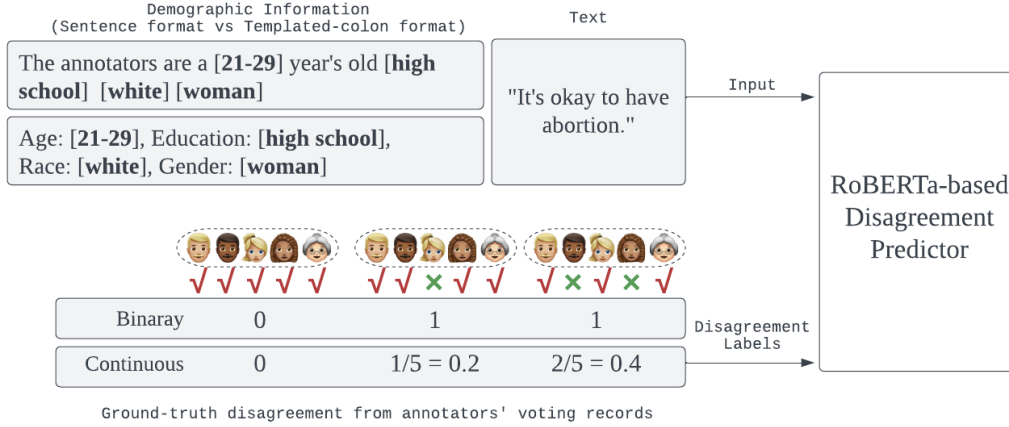 Demographic Information
(Sentence format vs Templated-colon format)
Text
The annotators are a [21-29] year's old [high
school] [white] [woman]
Age: [21-29], Education: [high school],
Race: [white], Gender: [woman]
"It's okay to have
abortion."
Input
RoBERTa-based
Disagreement
Predictor
√ √ √ √ √ √ √ × √ √ √ × √ × √
Binaray 0 1 1
Continuous 0 1/5 = 0.2 2/5 = 0.4
Disagreement
Labels
Ground-truth disagreement from annotators' voting records